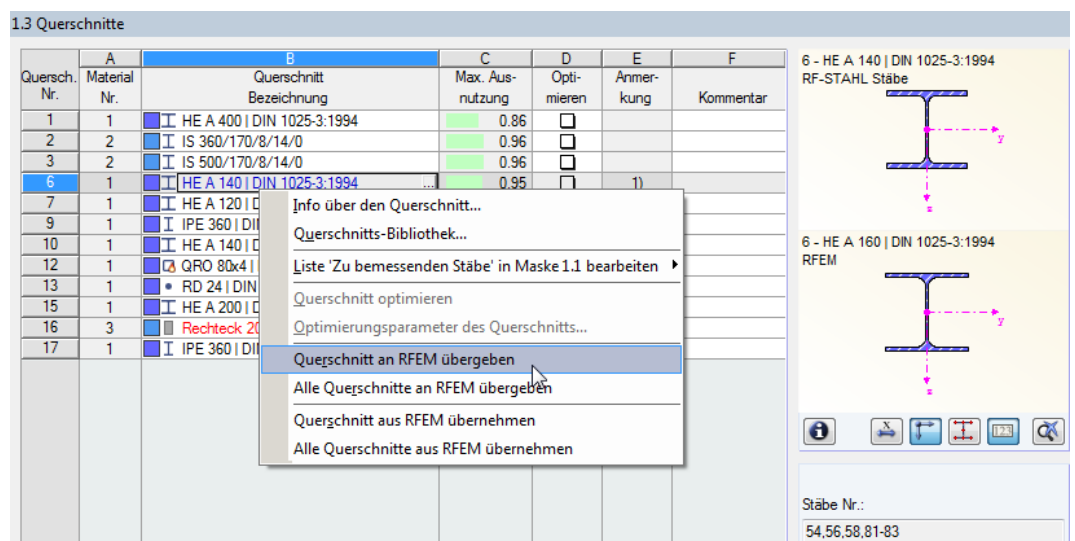 1.3 Querschnitte
A B C D E F
Quersch. Material Querschnitt Max. Aus- Opti- Anmer-
Nr. Nr. Bezeichnung nutzung mieren kung Kommentar
1 1 HE A 400 | DIN 1025-3:1994 0.86
2 2 IS 360/170/8/14/0 0.96
3 2 IS 500/170/8/14/0 0.96
6 1 HE A 140 | DIN 1025-3:1994 ... 0.95 1)
7 1 HE A 120 | D
9 1 IPE 360 | DI
10 1 HE A 140 | D
12 1 QRO 80x4 |
13 1 RD 24 | DIN
15 1 HE A 200 | D
16 3 Rechteck 20
17 1 IPE 360 | DI
Info über den Querschnitt...
Querschnitts-Bibliothek...
Liste 'Zu bemessenden Stäbe' in Maske 1.1 bearbeiten
Querschnitt optimieren
Optimierungsparameter des Querschnitts...
Querschnitt an RFEM übergeben
Alle Querschnitte an RFEM übergeben
Querschnitt aus RFEM übernehmen
Alle Querschnitte aus RFEM übernehmen
6 - HE A 140 | DIN 1025-3:1994
RF-STAHL Stäbe
y
z
6 - HE A 160 | DIN 1025-3:1994
RFEM
y
z
Stäbe Nr.:
54,56,58,81-83